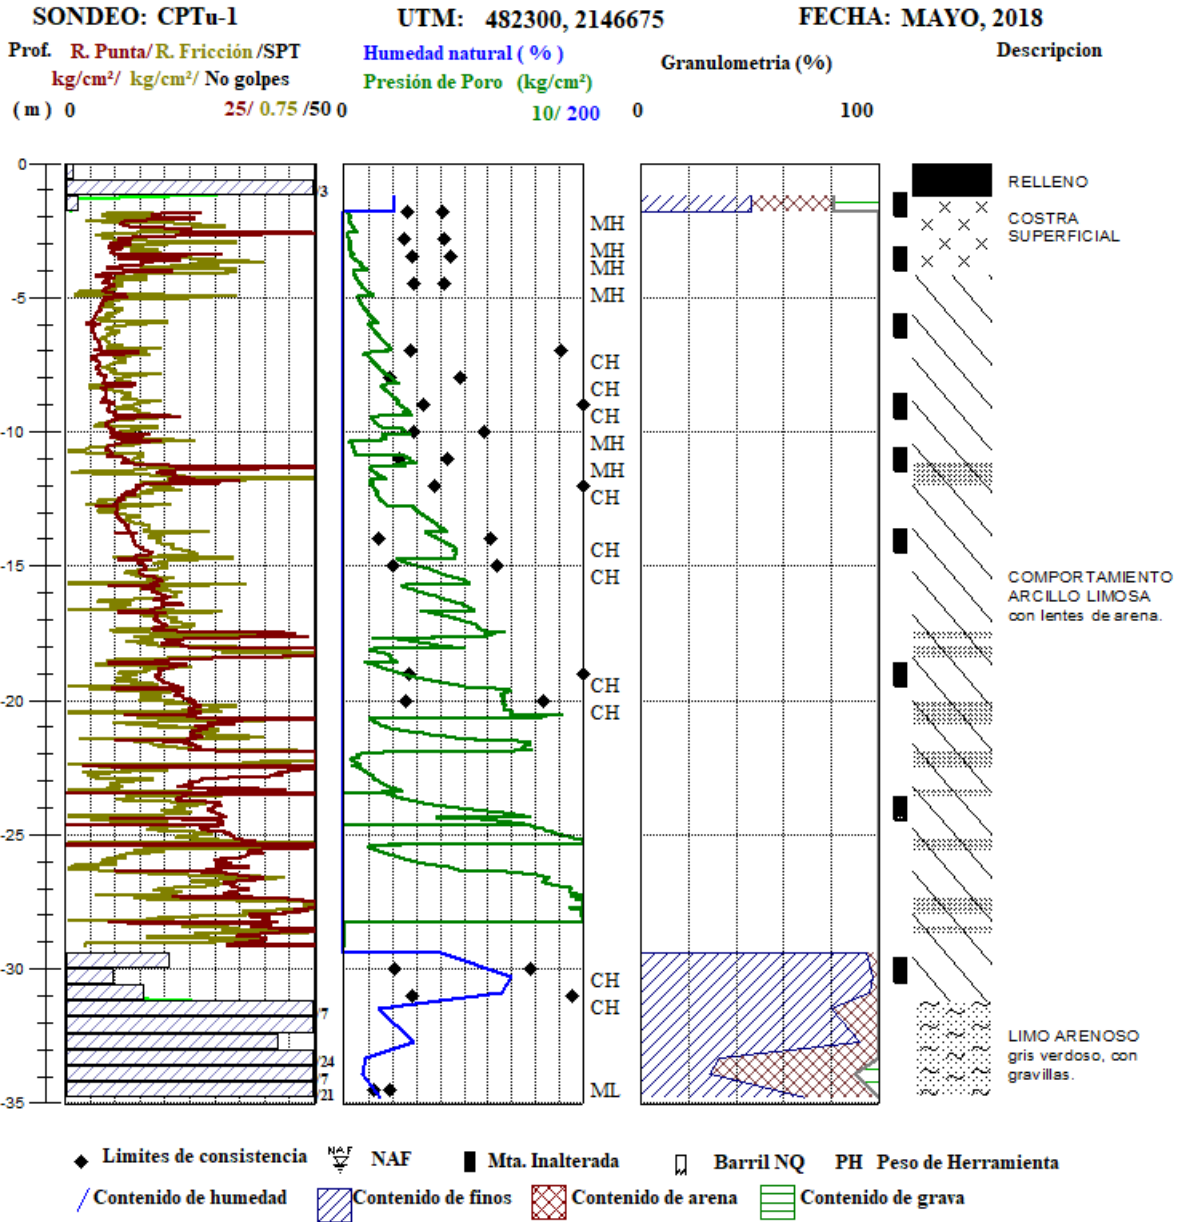 SONDEO: CPTu-1 UTM: 482300, 2146675 FECHA: MAYO, 2018
Prof. R. Punta/ R. Fricción /SPT Humedad natural ( % ) Granulometria (%) Descripcion
kg/cm²/ kg/cm²/ No golpes Presión de Poro (kg/cm²)
( m ) 0 25/ 0.75 /50 0 10/ 200 0 100
0
/3
RELLENO
COSTRA
SUPERFICIAL
MH
MH
MH
MH
-5
CH
CH
CH
-10
MH
MH
CH
CH
-15
CH
COMPORTAMIENTO
ARCILLO LIMOSA
con lentes de arena.
CH
-20
CH
-25
-30
CH
CH
/7
LIMO ARENOSO
gris verdoso, con
gravillas.
/24
/7
/21
ML
-35
Limites de consistencia NAF NAF Mta. Inalterada Barril NQ PH Peso de Herramienta
Contenido de humedad Contenido de finos Contenido de arena Contenido de grava